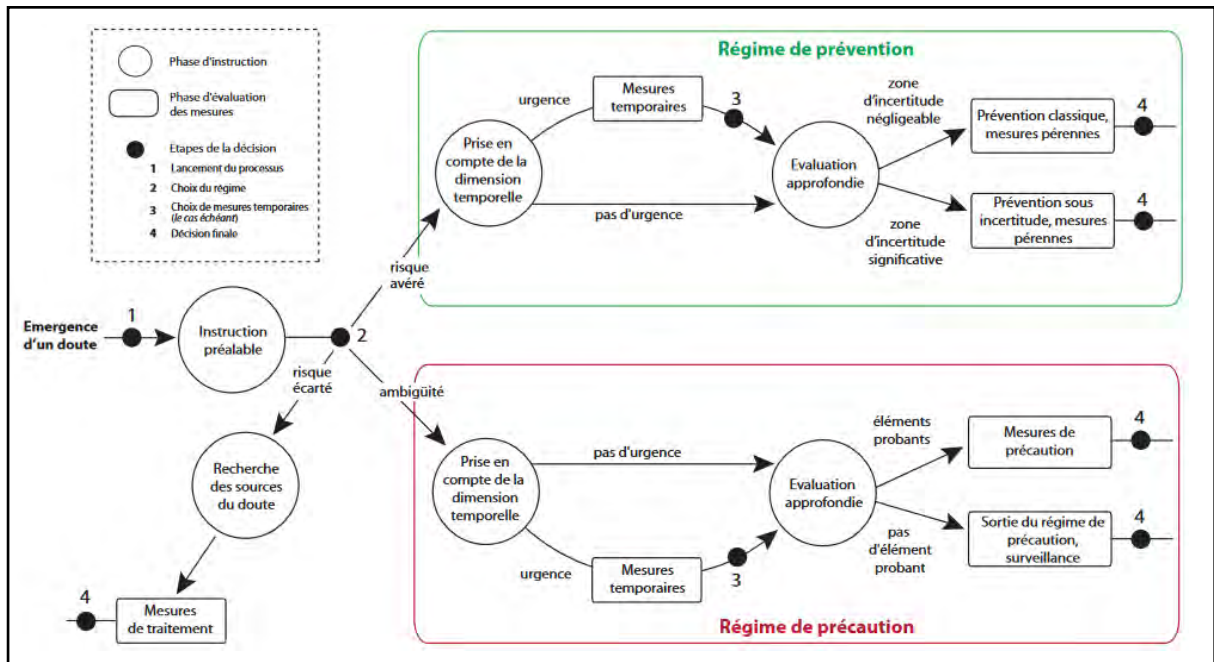 Phase d'instruction
Phase d'évaluation
des mesures
Etapes de la décision
1 Lancement du processus
2 Choix du régime
3 Choix de mesures temporaires
(le cas échéant)
4 Décision finale
Régime de prévention
urgence
Mesures
temporaires
3
Prise en
compte de la
dimension
temporelle
pas d'urgence
Evaluation
approfondie
zone
d'incertitude
négligeable
Prévention classique,
mesures pérennes
4
zone
d'incertitude
significative
Prévention sous
incertitude, mesures
pérennes
4
risque
avéré
Emergence
d'un doute
1
Instruction
préalable
2
risque
écarté
ambigüité
Recherche
des sources
du doute
4
Mesures
de traitement
Prise en
compte de la
dimension
temporelle
pas d'urgence
urgence
Mesures
temporaires
3
Evaluation
approfondie
éléments
probants
Mesures de
précaution
4
pas
d'élément
probant
Sortie du régime de
précaution,
surveillance
4
Régime de précaution